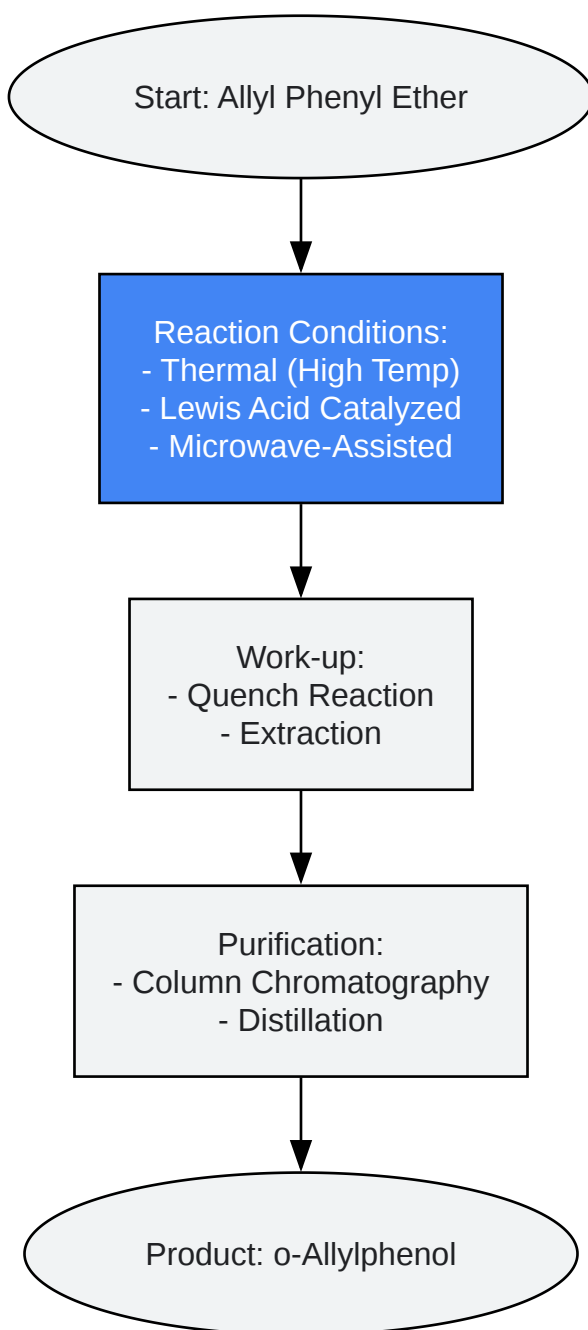 Start: Allyl Phenyl Ether
Reaction Conditions:
- Thermal (High Temp)
- Lewis Acid Catalyzed
- Microwave-Assisted
Work-up:
- Quench Reaction
- Extraction
Purification:
- Column Chromatography
- Distillation
Product: o-Allylphenol